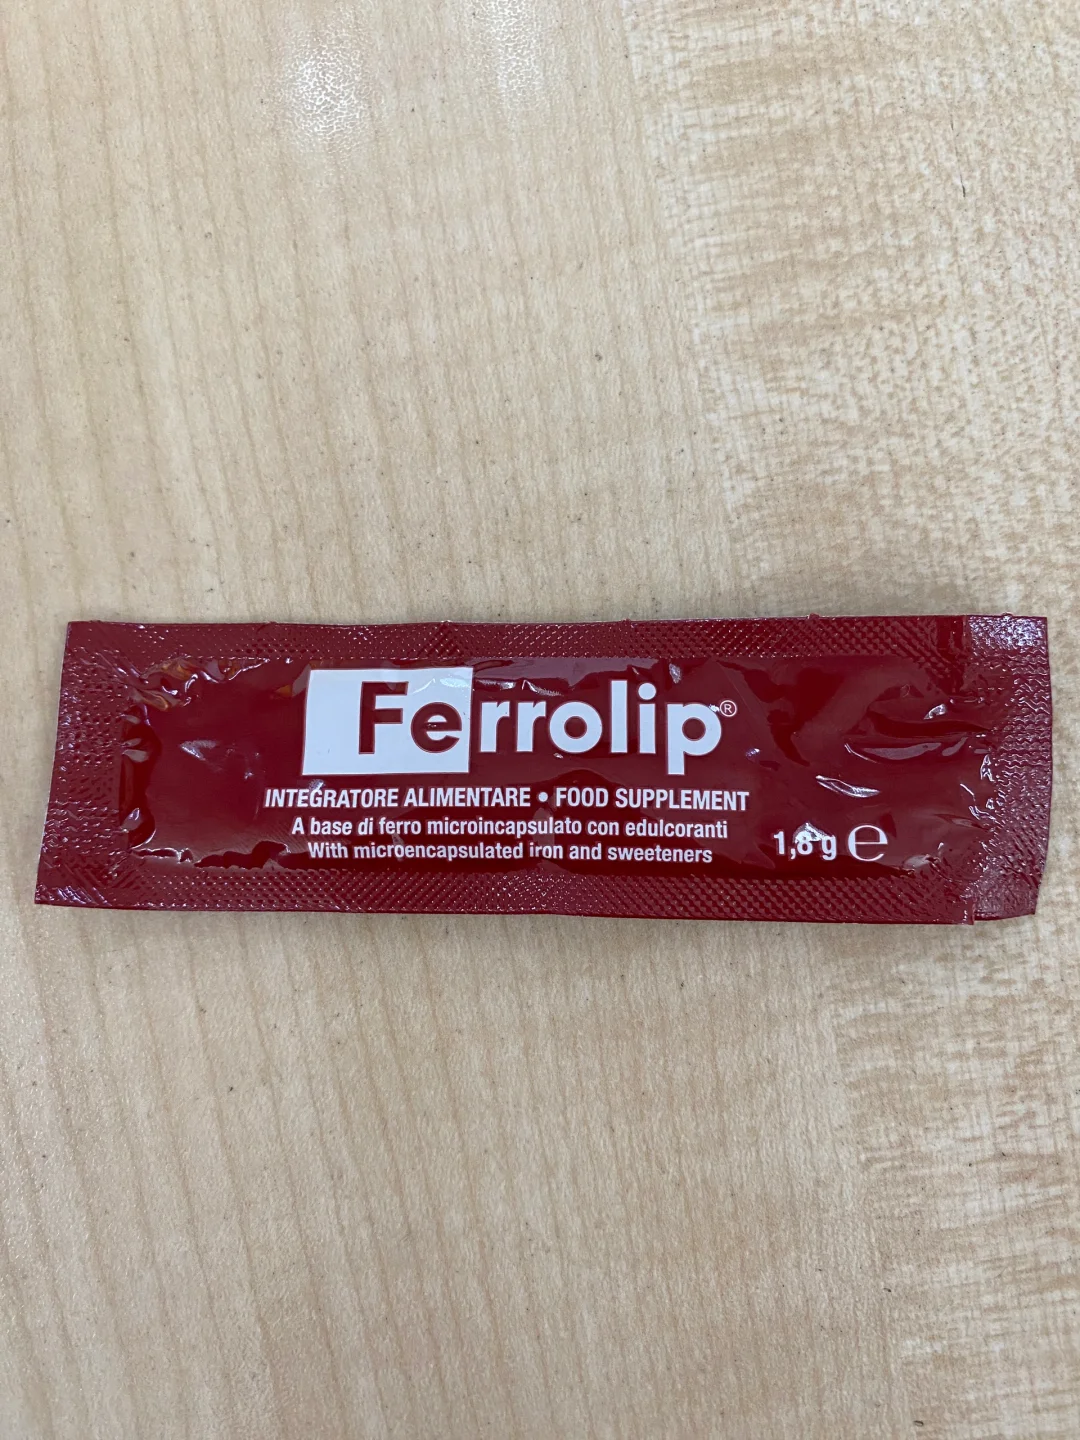 Ferrolip®
INTEGRATORE ALIMENTARE • FOOD SUPPLEMENT
A base di ferro microincapsulato con edulcoranti
With microencapsulated iron and sweeteners
1,8 g ℮